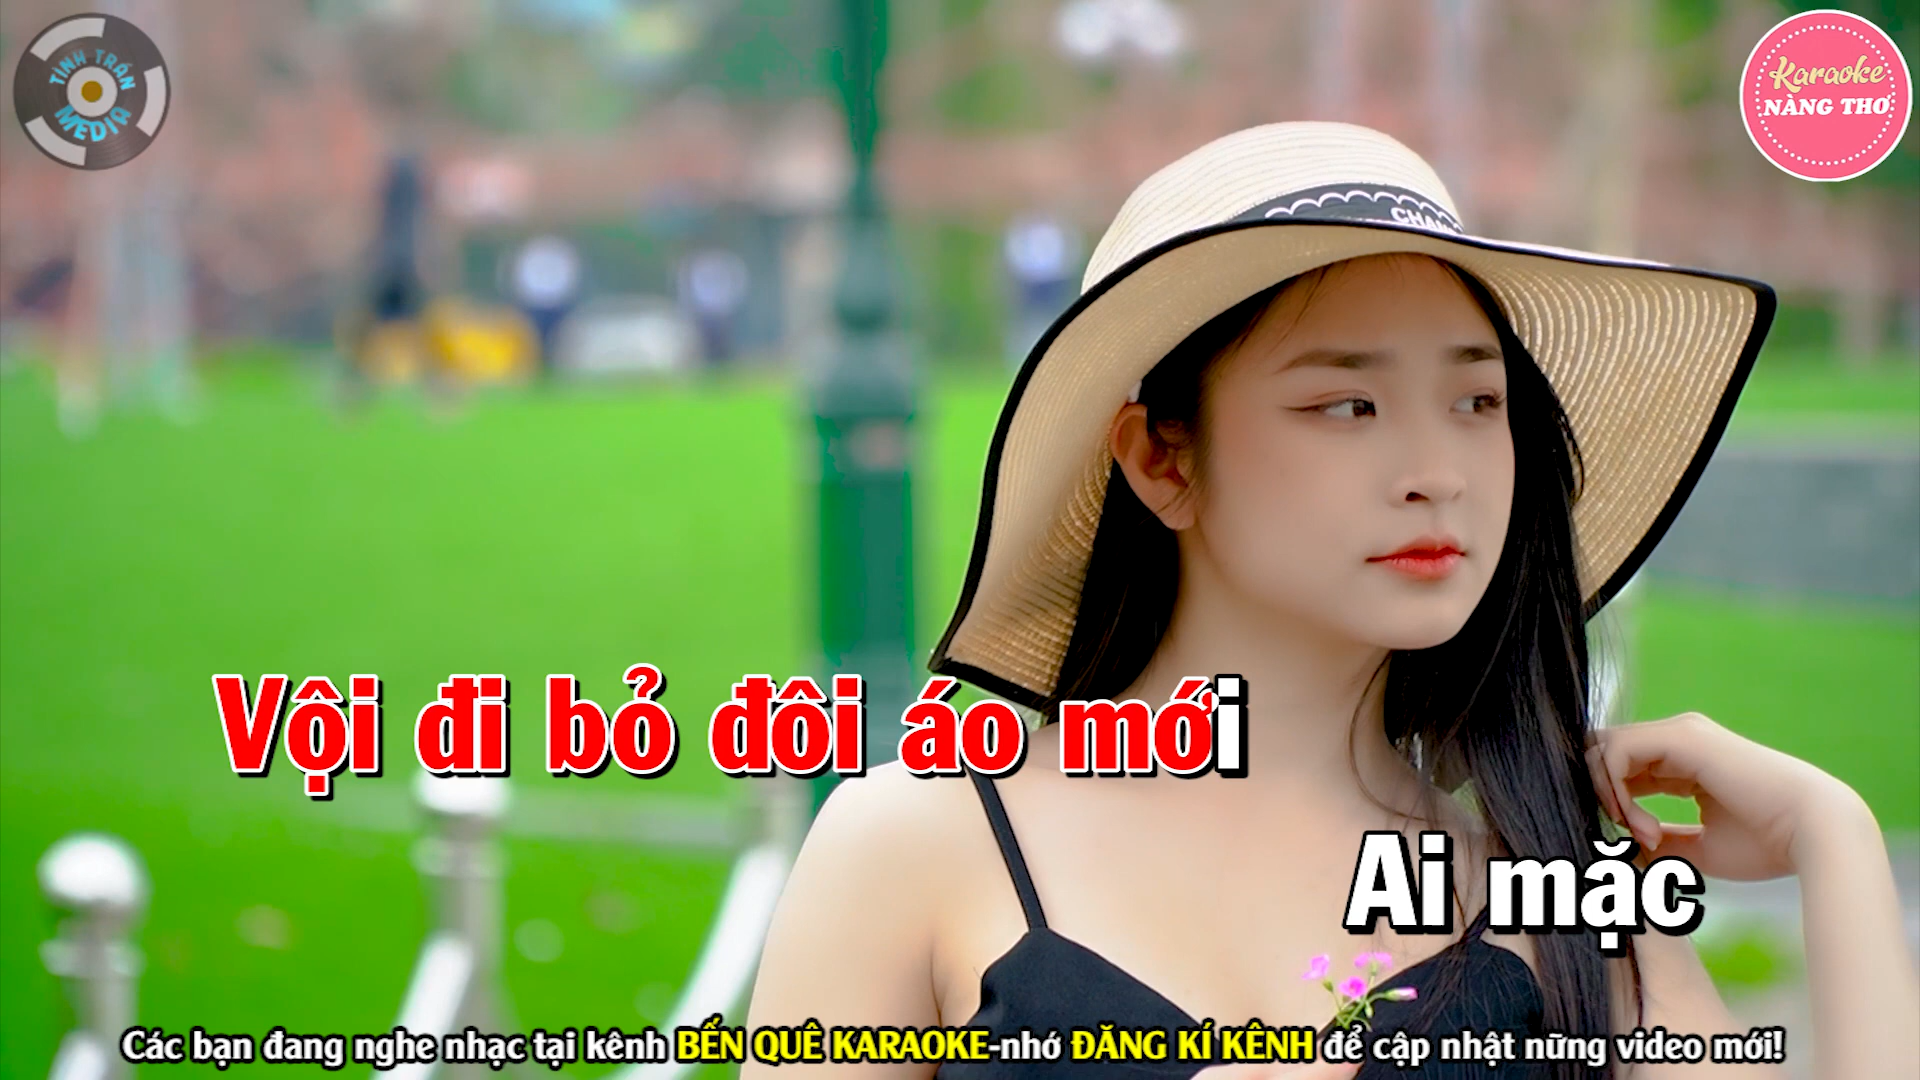 TÌNH TRẦN
MEDIA
Karaoke
NÀNG THƠ
Vội đi bỏ đôi áo mới
Ai mặc
Các bạn đang nghe nhạc tại kênh BẾN QUÊ KARAOKE-nhớ ĐĂNG KÍ KÊNH để cập nhật nững video mới!